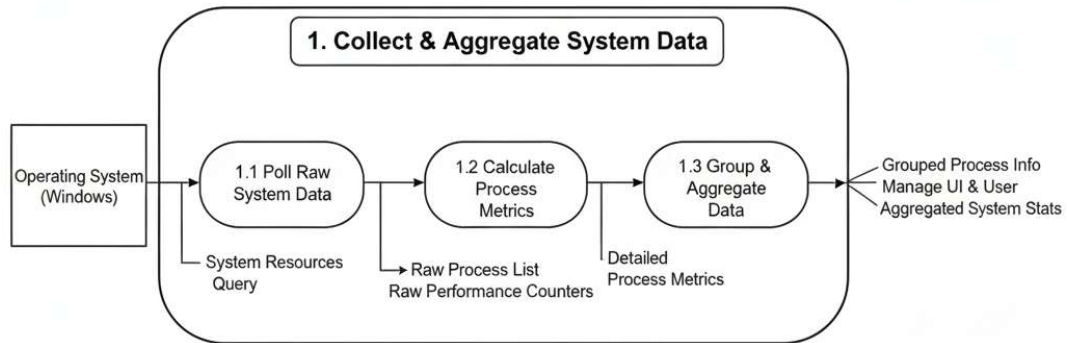 1. Collect & Aggregate System Data
Operating System
(Windows)
1.1 Poll Raw
System Data
1.2 Calculate
Process
Metrics
1.3 Group &
Aggregate
Data
Grouped Process Info
Manage UI & User
Aggregated System Stats
System Resources
Query
Raw Process List
Raw Performance Counters
Detailed
Process Metrics